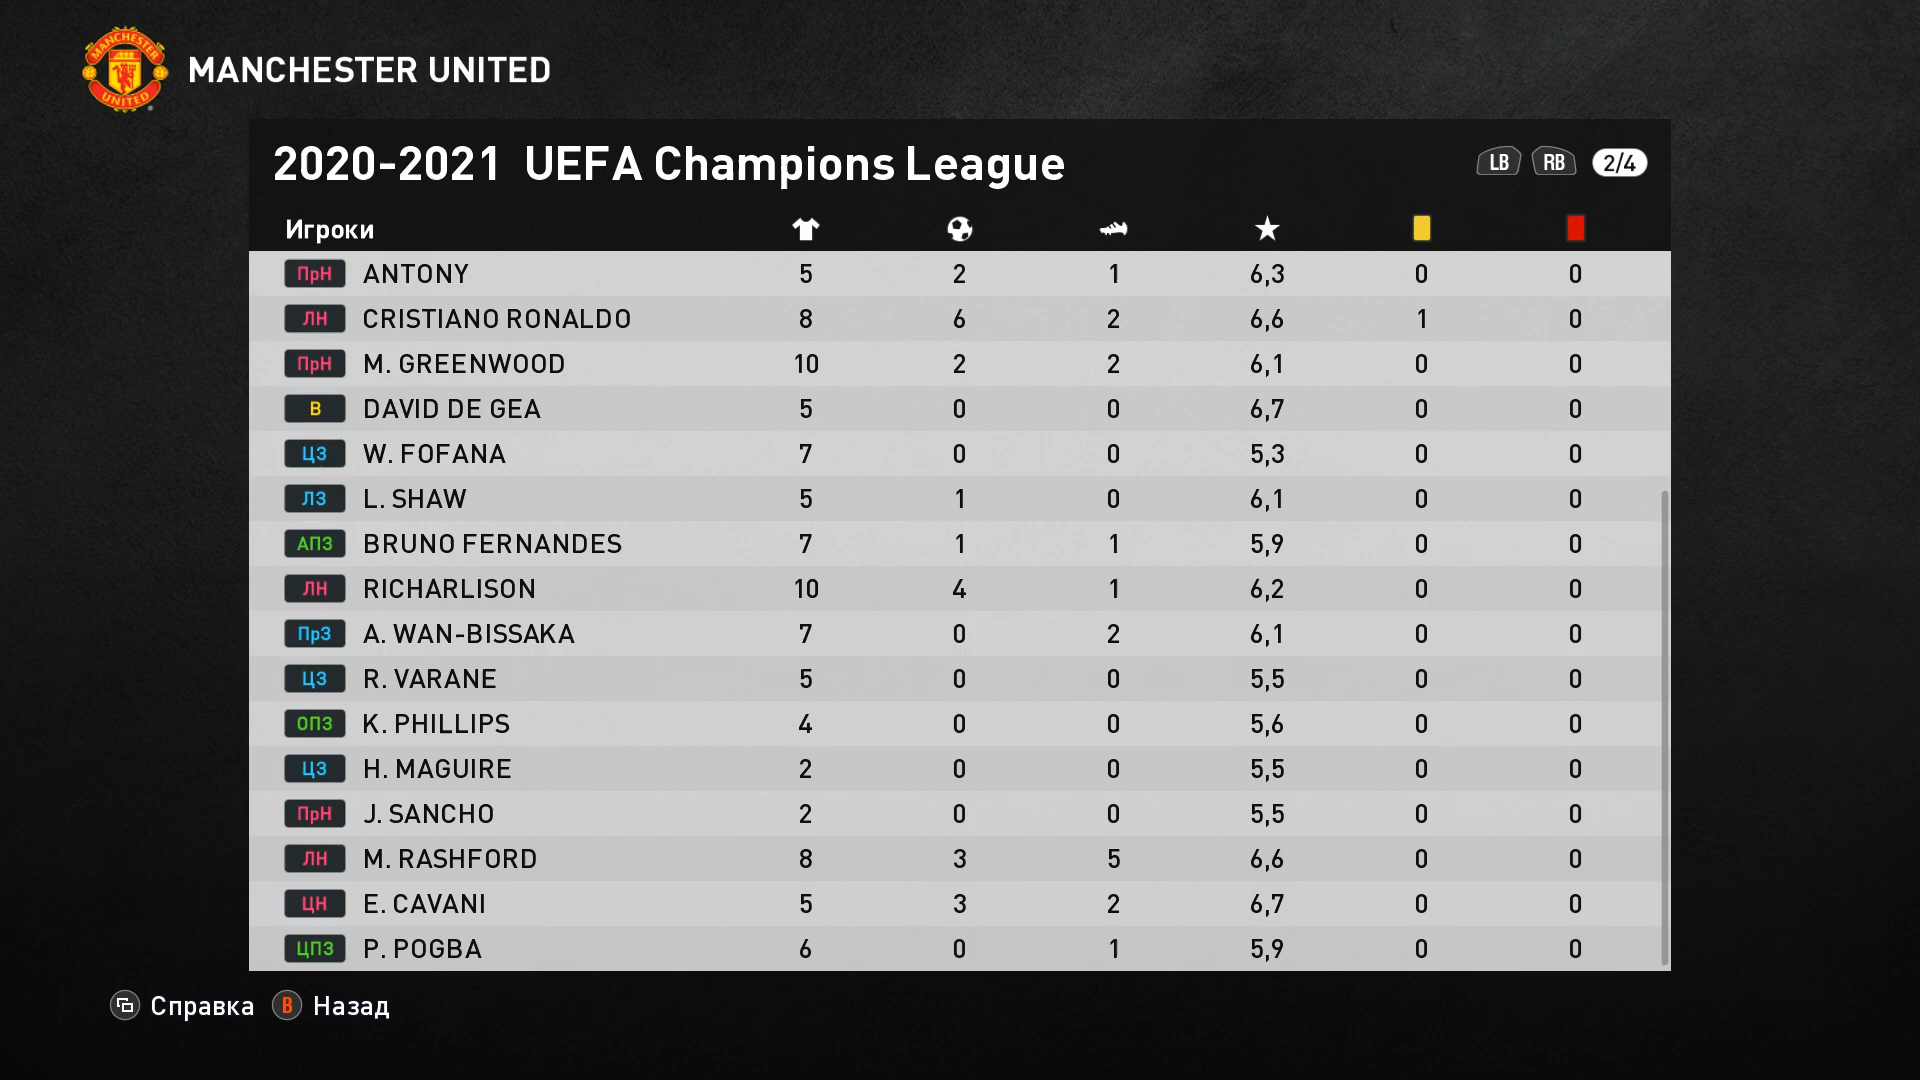 MANCHESTER UNITED
MANCHESTER UNITED
2020-2021 UEFA Champions League LB RB 2/4
Игроки
ПрН ANTONY 5 2 1 6,3 0 0
ЛН CRISTIANO RONALDO 8 6 2 6,6 1 0
ПрН M. GREENWOOD 10 2 2 6,1 0 0
В DAVID DE GEA 5 0 0 6,7 0 0
ЦЗ W. FOFANA 7 0 0 5,3 0 0
ЛЗ L. SHAW 5 1 0 6,1 0 0
АПЗ BRUNO FERNANDES 7 1 1 5,9 0 0
ЛН RICHARLISON 10 4 1 6,2 0 0
ПрЗ A. WAN-BISSAKA 7 0 2 6,1 0 0
ЦЗ R. VARANE 5 0 0 5,5 0 0
ОПЗ K. PHILLIPS 4 0 0 5,6 0 0
ЦЗ H. MAGUIRE 2 0 0 5,5 0 0
ПрН J. SANCHO 2 0 0 5,5 0 0
ЛН M. RASHFORD 8 3 5 6,6 0 0
ЦН E. CAVANI 5 3 2 6,7 0 0
ЦПЗ P. POGBA 6 0 1 5,9 0 0
Справка B Назад